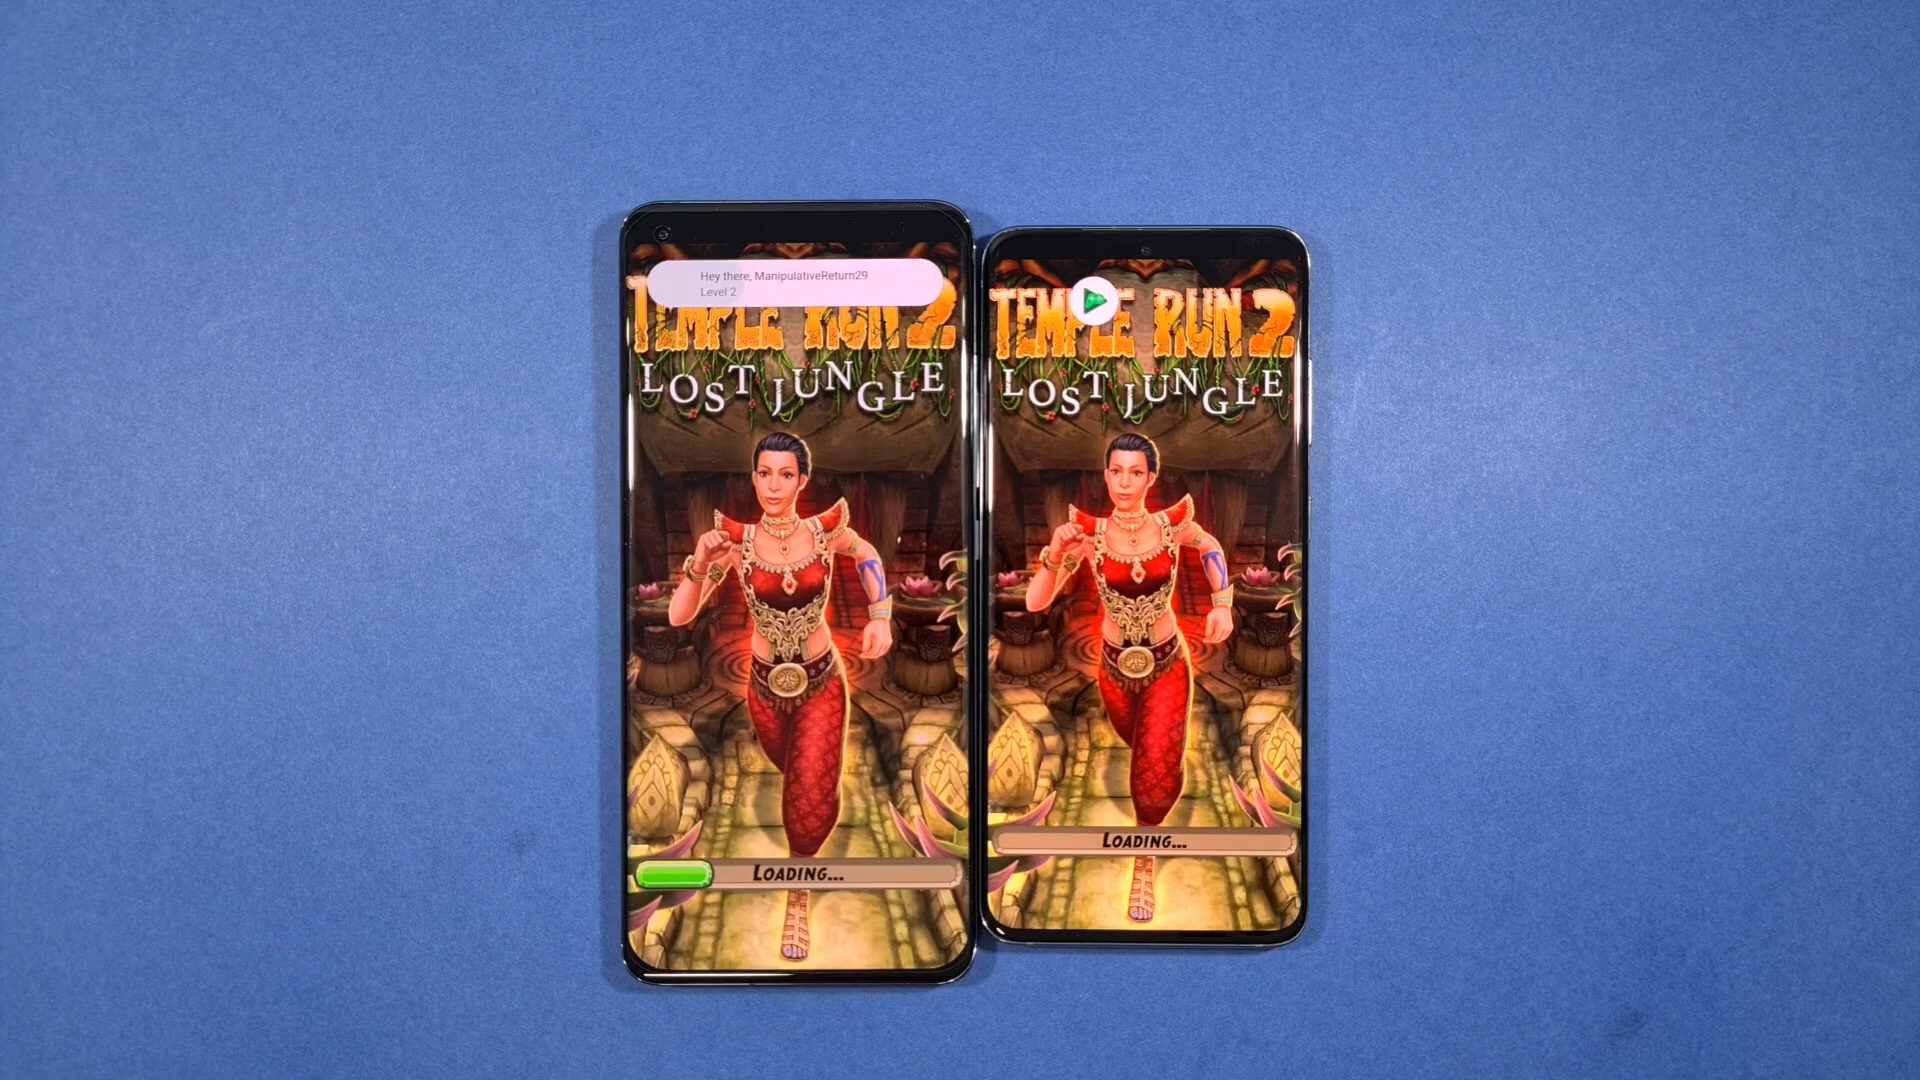 Hey there, ManipulativeReturn29
Level 2
TEMPLE RUN 2
LOST JUNGLE
LOADING...
TEMPLE RUN 2
LOST JUNGLE
LOADING...